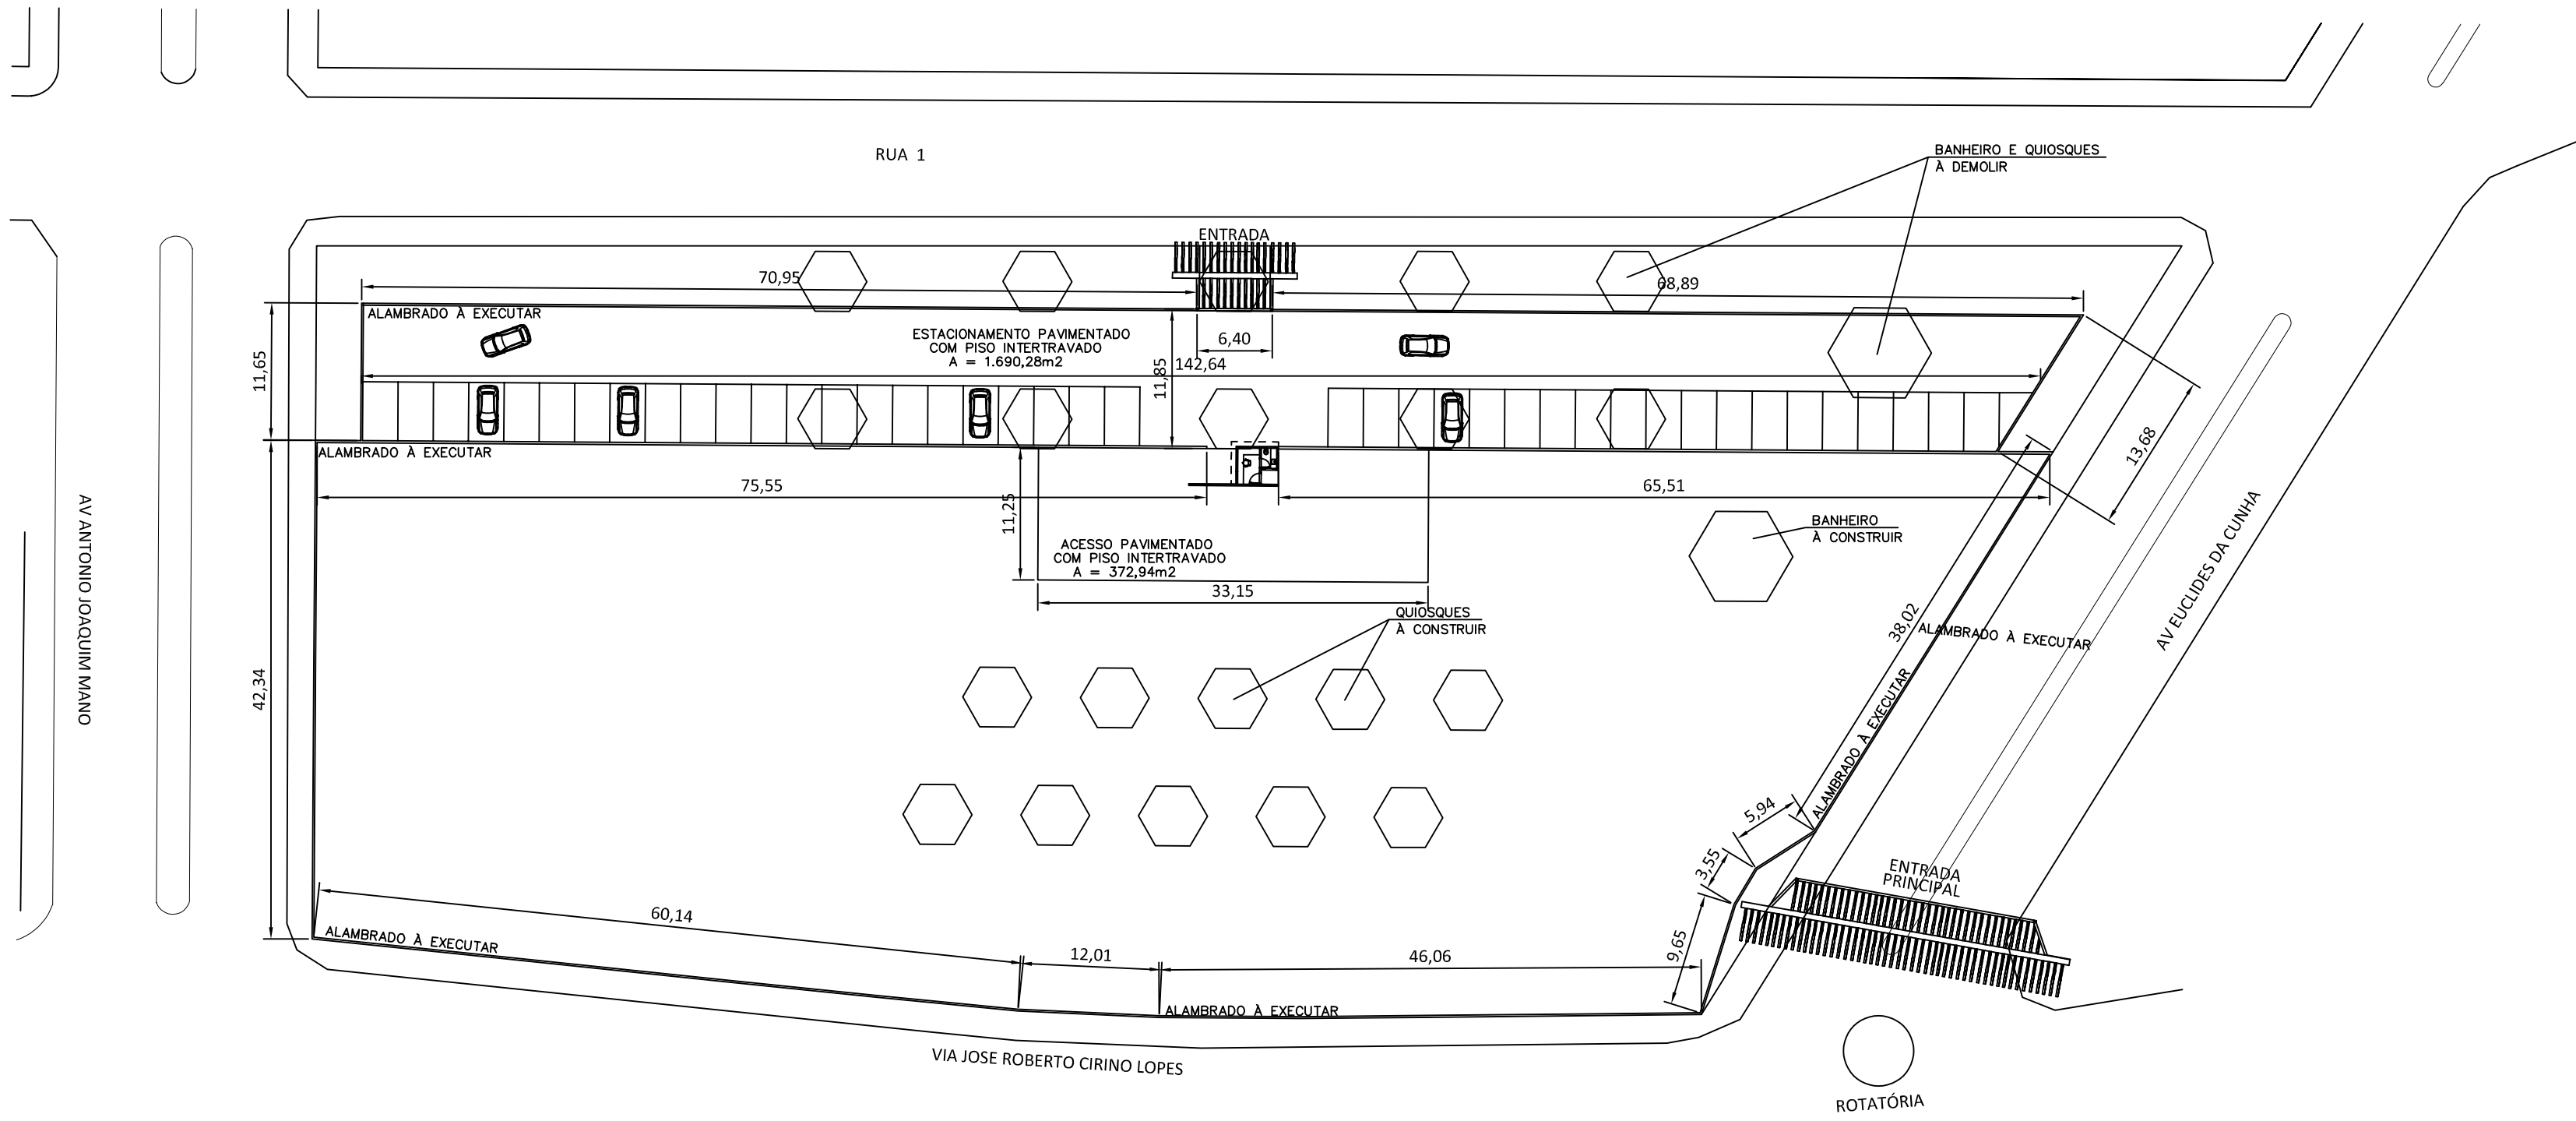 RUA 1
BANHEIRO E QUIOSQUES
À DEMOLIR
ENTRADA
70,95
68,89
ALAMBRADO À EXECUTAR
ESTACIONAMENTO PAVIMENTADO
COM PISO INTERTRAVADO
A = 1.690,28m2
6,40
11,65
11,85
142,64
13,68
ALAMBRADO À EXECUTAR
75,55
65,51
11,25
BANHEIRO
À CONSTRUIR
ACESSO PAVIMENTADO
COM PISO INTERTRAVADO
A = 372,94m2
33,15
QUIOSQUES
À CONSTRUIR
AV ANTONIO JOAQUIM MANO
42,34
38,02
ALAMBRADO À EXECUTAR
AV EUCLIDES DA CUNHA
ALAMBRADO À EXECUTAR
5,94
3,55
ENTRADA
PRINCIPAL
60,14
ALAMBRADO À EXECUTAR
12,01
46,06
9,65
ALAMBRADO À EXECUTAR
VIA JOSE ROBERTO CIRINO LOPES
ROTATÓRIA